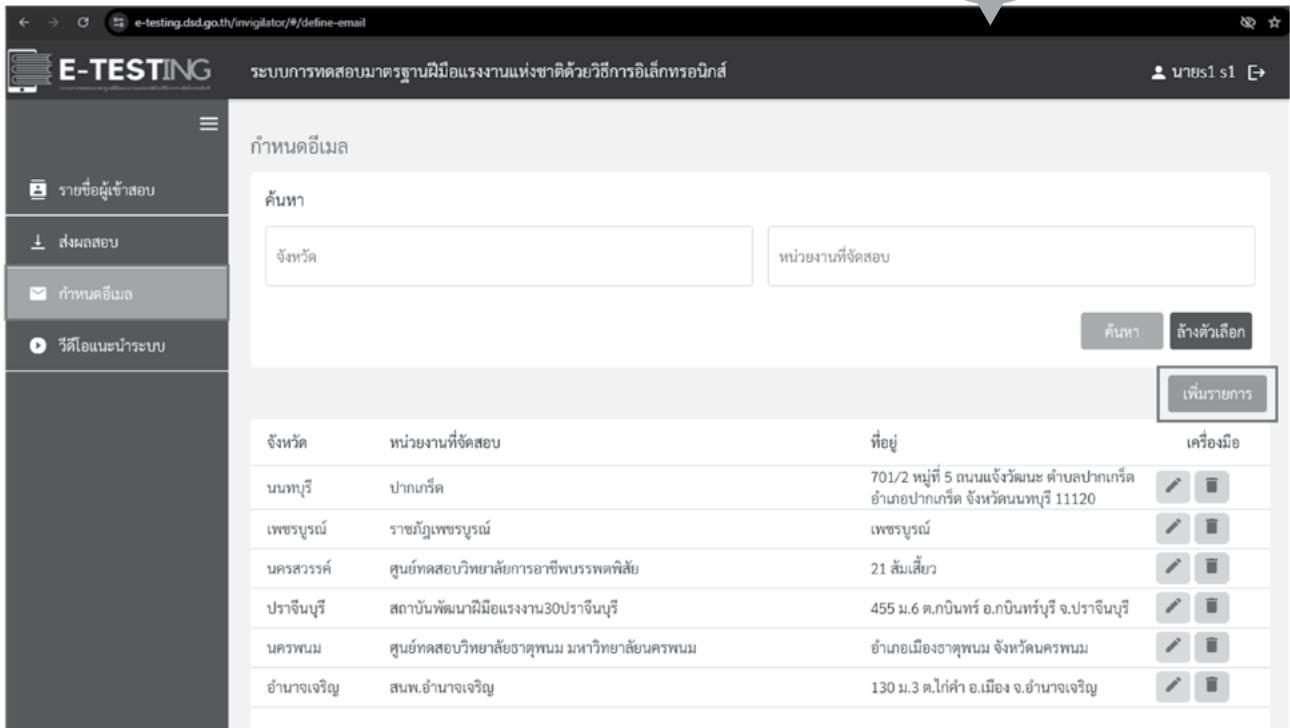 e-testing.dsd.go.th/invigilator/#/define-email
E-TESTING
ระบบการทดสอบมาตรฐานฝีมือแรงงานแห่งชาติด้วยวิธีการอิเล็กทรอนิกส์
นายs1 s1
กำหนดอีเมล
รายชื่อผู้เข้าสอบ
ส่งผลสอบ
กำหนดอีเมล
วีดีโอแนะนำระบบ
ค้นหา
จังหวัด
หน่วยงานที่จัดสอบ
ค้นหา
ล้างตัวเลือก
เพิ่มรายการ
จังหวัด หน่วยงานที่จัดสอบ ที่อยู่ เครื่องมือ
นนทบุรี ปากเกร็ด 701/2 หมู่ที่ 5 ถนนแจ้งวัฒนะ ตำบลปากเกร็ด
อำเภอปากเกร็ด จังหวัดนนทบุรี 11120
เพชรบูรณ์ ราชภัฏเพชรบูรณ์ เพชรบูรณ์
นครสวรรค์ ศูนย์ทดสอบวิทยาลัยการอาชีพบรรพตพิสัย 21 ส้มเสี้ยว
ปราจีนบุรี สถาบันพัฒนาฝีมือแรงงาน30ปราจีนบุรี 455 ม.6 ต.กบินทร์ อ.กบินทร์บุรี จ.ปราจีนบุรี
นครพนม ศูนย์ทดสอบวิทยาลัยธาตุพนม มหาวิทยาลัยนครพนม อำเภอเมืองธาตุพนม จังหวัดนครพนม
อำนาจเจริญ สนพ.อำนาจเจริญ 130 ม.3 ต.ไก่คำ อ.เมือง จ.อำนาจเจริญ